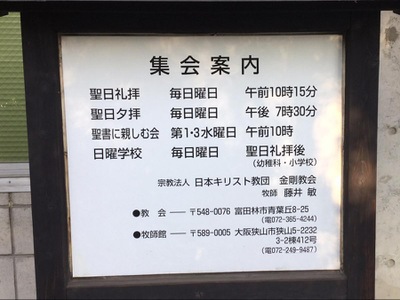 集会案内
聖日礼拝 毎日曜日 午前10時15分
聖日夕拝 毎日曜日 午後 7時30分
聖書に親しむ会 第1・3水曜日 午前10時
日曜学校 毎日曜日 聖日礼拝後
(幼稚科・小学校)
宗教法人 日本キリスト教団 金剛教会
牧師 藤井 敏
●教 会 ── 〒548-0076 富田林市青葉丘8-25
(電072-365-4244)
●牧師館 ── 〒589-0005 大阪狭山市狭山5-2232
3-2棟412号
(電072-249-9487)